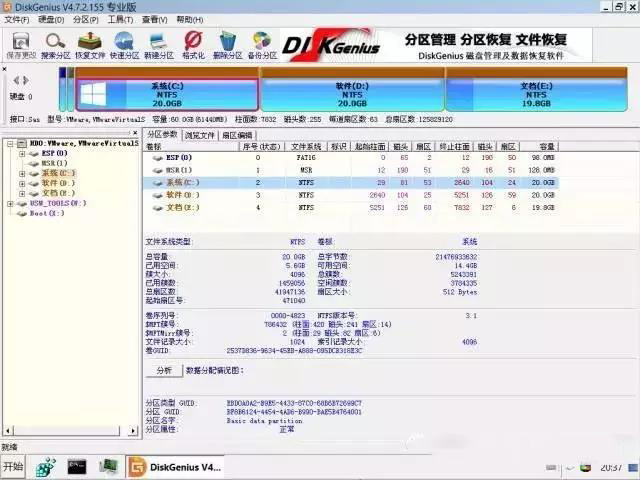 DiskGenius V4.7.2.155 专业版
文件(F) 磁盘(D) 分区(P) 工具(T) 查看(V) 帮助(H)
保存更改 搜索分区 恢复文件 快速分区 新建分区 格式化 删除分区 备份分区
DISKGENIUS 分区管理 分区恢复 文件恢复
DiskGenius 磁盘管理及数据恢复软件
硬盘 0
系统(C:)
NTFS
20.0GB
软件(D:)
NTFS
20.0GB
文档(E:)
NTFS
19.8GB
接口:Sas 型号:VMware,VMwareVirtualS 容量:60.0GB(61440MB) 柱面数:7832 磁头数:255 每道扇区数:63 总扇区数:125829120
HD0:VMware,VMwareVirtualS
ESP(0)
MSR(1)
系统(C:)
软件(D:)
文档(E:)
Boot(X:)
分区参数 浏览文件 扇区编辑
卷标 序号(状态) 文件系统 标识 起始柱面 磁头 扇区 终止柱面 磁头 扇区 容量
ESP(0) 0 FAT16 0 65 2 12 190 50 98.0MB
MSR(1) 1 MSR 12 190 51 29 16 51 128.0MB
系统(C:) 2 NTFS 29 81 53 2640 104 24 20.0GB
软件(D:) 3 NTFS 2640 104 25 5251 126 59 20.0GB
文档(E:) 4 NTFS 5251 126 60 7832 127 6 19.8GB
文件系统类型: NTFS 卷标: 系统
总容量: 20.0GB 总字节数: 21476933632
已用空间: 5.6GB 可用空间: 14.4GB
簇大小: 4096 总簇数: 5243391
已用簇数: 1459056 空闲簇数: 3784335
总扇区数: 41947136 扇区大小: 512 Bytes
起始扇区号: 471040
卷序列号: 0000-4823 NTFS版本号: 3.1
$MFT簇号: 786432 (柱面:420 磁头:241 扇区:14)
$MFTMirr簇号: 2 (柱面:29 磁头:82 扇区:6)
文件记录大小: 1024 索引记录大小: 4096
卷GUID:
分析 数据分配情况图:
分区类型 GUID: EBD0A0A2-B9E5-4433-87C0-68B6B72699C7
分区 GUID:
分区名字: Basic data partition
分区属性: 正常
就绪
开始 DiskGenius V4... 20:37